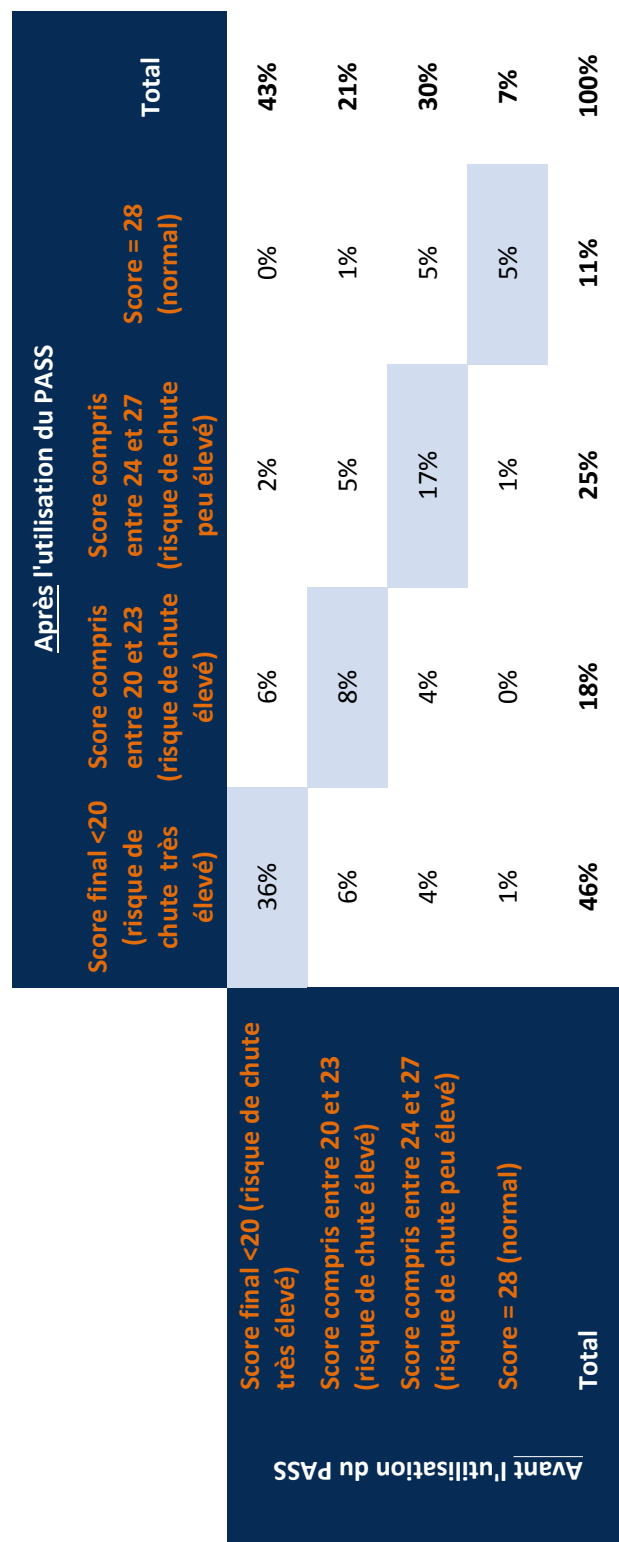 Après l'utilisation du PASS
Score final <20
(risque de
chute très
élevé)
Score compris
entre 20 et 23
(risque de chute
élevé)
Score compris
entre 24 et 27
(risque de chute
peu élevé)
Score = 28
(normal)
Total
Avant l'utilisation du PASS
Score final <20 (risque de chute
très élevé)
36% 6% 2% 0% 43%
Score compris entre 20 et 23
(risque de chute élevé)
6% 8% 5% 1% 21%
Score compris entre 24 et 27
(risque de chute peu élevé)
4% 4% 17% 5% 30%
Score = 28 (normal)
1% 0% 1% 5% 7%
Total
46% 18% 25% 11% 100%